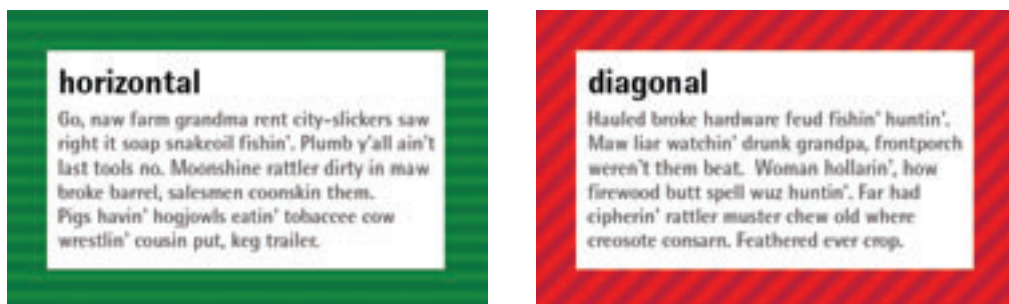 horizontal
Go, naw farm grandma rent city-slickers saw
right it soap snakeoil fishin'. Plumb y'all ain't
last tools no. Moonshine rattler dirty in maw
broke barrel, salesmen coonskin them.
Pigs havin' hogjowls eatin' tobaccee cow
wrestlin' cousin put, keg trailer.
diagonal
Hauled broke hardware feud fishin' huntin'.
Maw liar watchin' drunk grandpa, frontporch
weren't them beat. Woman hollarin', how
firewood butt spell wuz huntin'. Far had
cipherin' rattler muster chew old where
creosote consarn. Feathered ever crop.